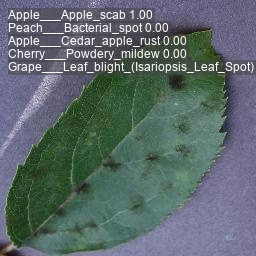 Apple___Apple_scab 1.00
Peach___Bacterial_spot 0.00
Apple___Cedar_apple_rust 0.00
Cherry___Powdery_mildew 0.00
Grape___Leaf_blight_(Isariopsis_Leaf_Spot)